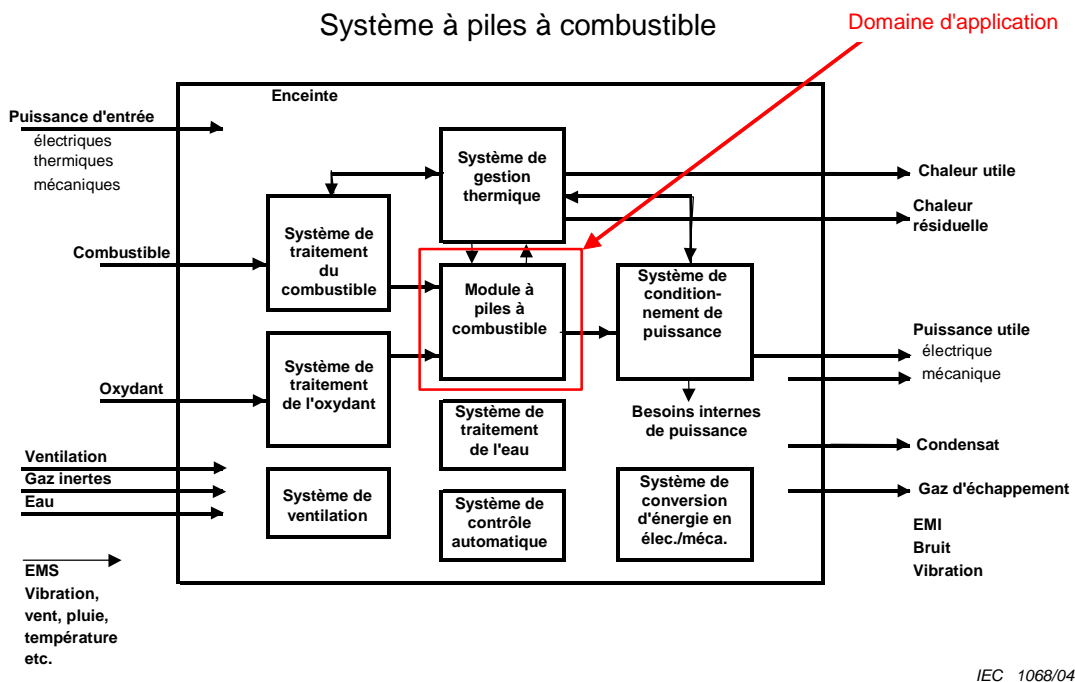 Système à piles à combustible
Domaine d'application
Enceinte
Puissance d'entrée
électriques
thermiques
mécaniques
Système de
gestion
thermique
Chaleur utile
Chaleur
résiduelle
Combustible
Système de
traitement
du
combustible
Module à
piles à
combustible
Système de
condition-
nement de
puissance
Puissance utile
électrique
mécanique
Oxydant
Système de
traitement
de l'oxydant
Système de
traitement
de l'eau
Besoins internes
de puissance
Condensat
Ventilation
Gaz inertes
Eau
Système de
ventilation
Système de
contrôle
automatique
Système de
conversion
d'énergie en
élec./méca.
Gaz d'échappement
EMI
Bruit
Vibration
EMS
Vibration,
vent, pluie,
température
etc.
IEC 1068/04